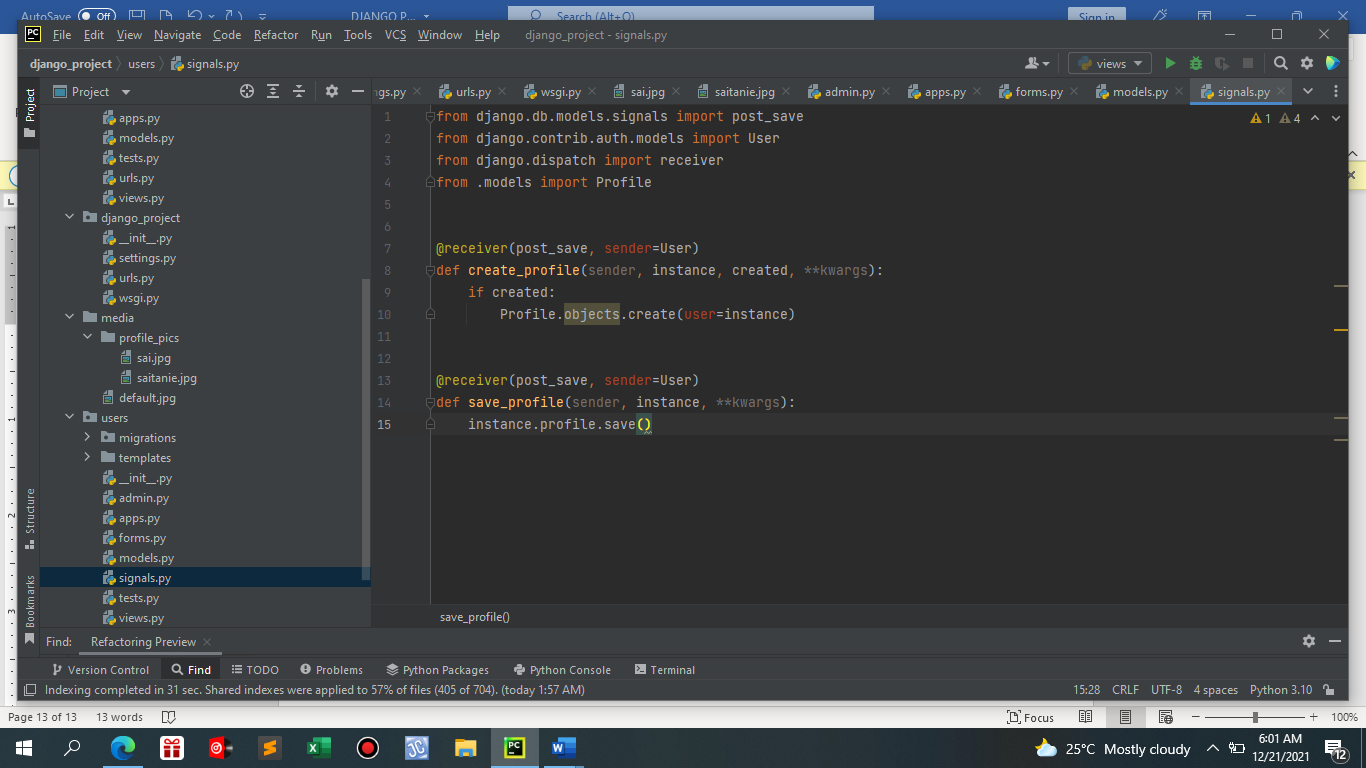 AutoSave Off DJANGO P... Search (Alt+Q) Sign in
PC File Edit View Navigate Code Refactor Run Tools VCS Window Help django_project - signals.py
django_project users signals.py views
Project gs.py urls.py wsgi.py sai.jpg saitanie.jpg admin.py apps.py forms.py models.py signals.py
Project
apps.py
models.py
tests.py
urls.py
views.py
django_project
__init__.py
settings.py
urls.py
wsgi.py
media
profile_pics
sai.jpg
saitanie.jpg
default.jpg
users
migrations
templates
__init__.py
admin.py
apps.py
forms.py
models.py
signals.py
tests.py
views.py
Structure
Bookmarks
1 from django.db.models.signals import post_save
2 from django.contrib.auth.models import User
3 from django.dispatch import receiver
4 from .models import Profile
5
6
7 @receiver(post_save, sender=User)
8 def create_profile(sender, instance, created, **kwargs):
9 if created:
10 Profile.objects.create(user=instance)
11
12
13 @receiver(post_save, sender=User)
14 def save_profile(sender, instance, **kwargs):
15 instance.profile.save()
1 4
save_profile()
Find: Refactoring Preview
Version Control Find TODO Problems Python Packages Python Console Terminal
Indexing completed in 31 sec. Shared indexes were applied to 57% of files (405 of 704). (today 1:57 AM) 15:28 CRLF UTF-8 4 spaces Python 3.10
Page 13 of 13 13 words Focus 100%
25°C Mostly cloudy 6:01 AM
12/21/2021
12